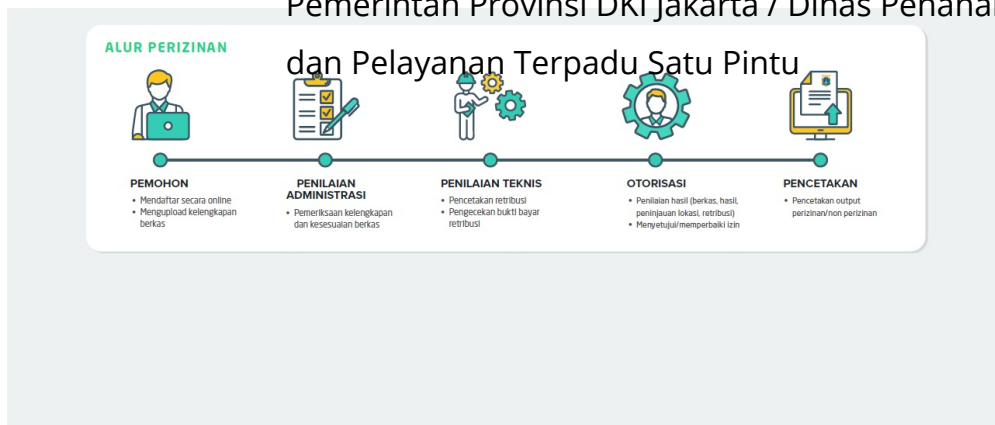 Pemerintah Provinsi DKI Jakarta / Dinas
dan Pelayanan Terpadu Satu Pintu
ALUR PERIZINAN
PEMOHON
• Mendaftar secara online
• Mengupload kelengkapan
berkas
PENILAIAN
ADMINISTRASI
• Pemeriksaan kelengkapan
dan kesesuaian berkas
PENILAIAN TEKNIS
• Pencetakan retribusi
• Pengecekan bukti bayar
retribusi
OTORISASI
• Penilaian hasil (berkas, hasil,
peninjauan lokasi, retribusi)
• Menyetujui/memperbaiki izin
PENCETAKAN
• Pencetakan output
perizinan/non perizinan